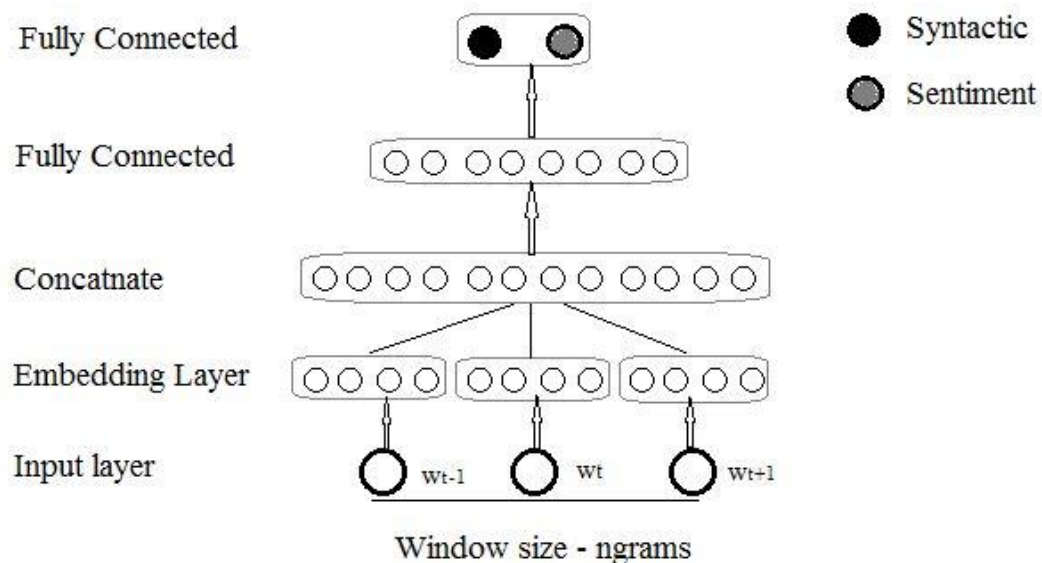 Fully Connected
Syntactic
Sentiment
Fully Connected
Concatnate
Embedding Layer
Input layer
wt-1
wt
wt+1
Window size - ngrams